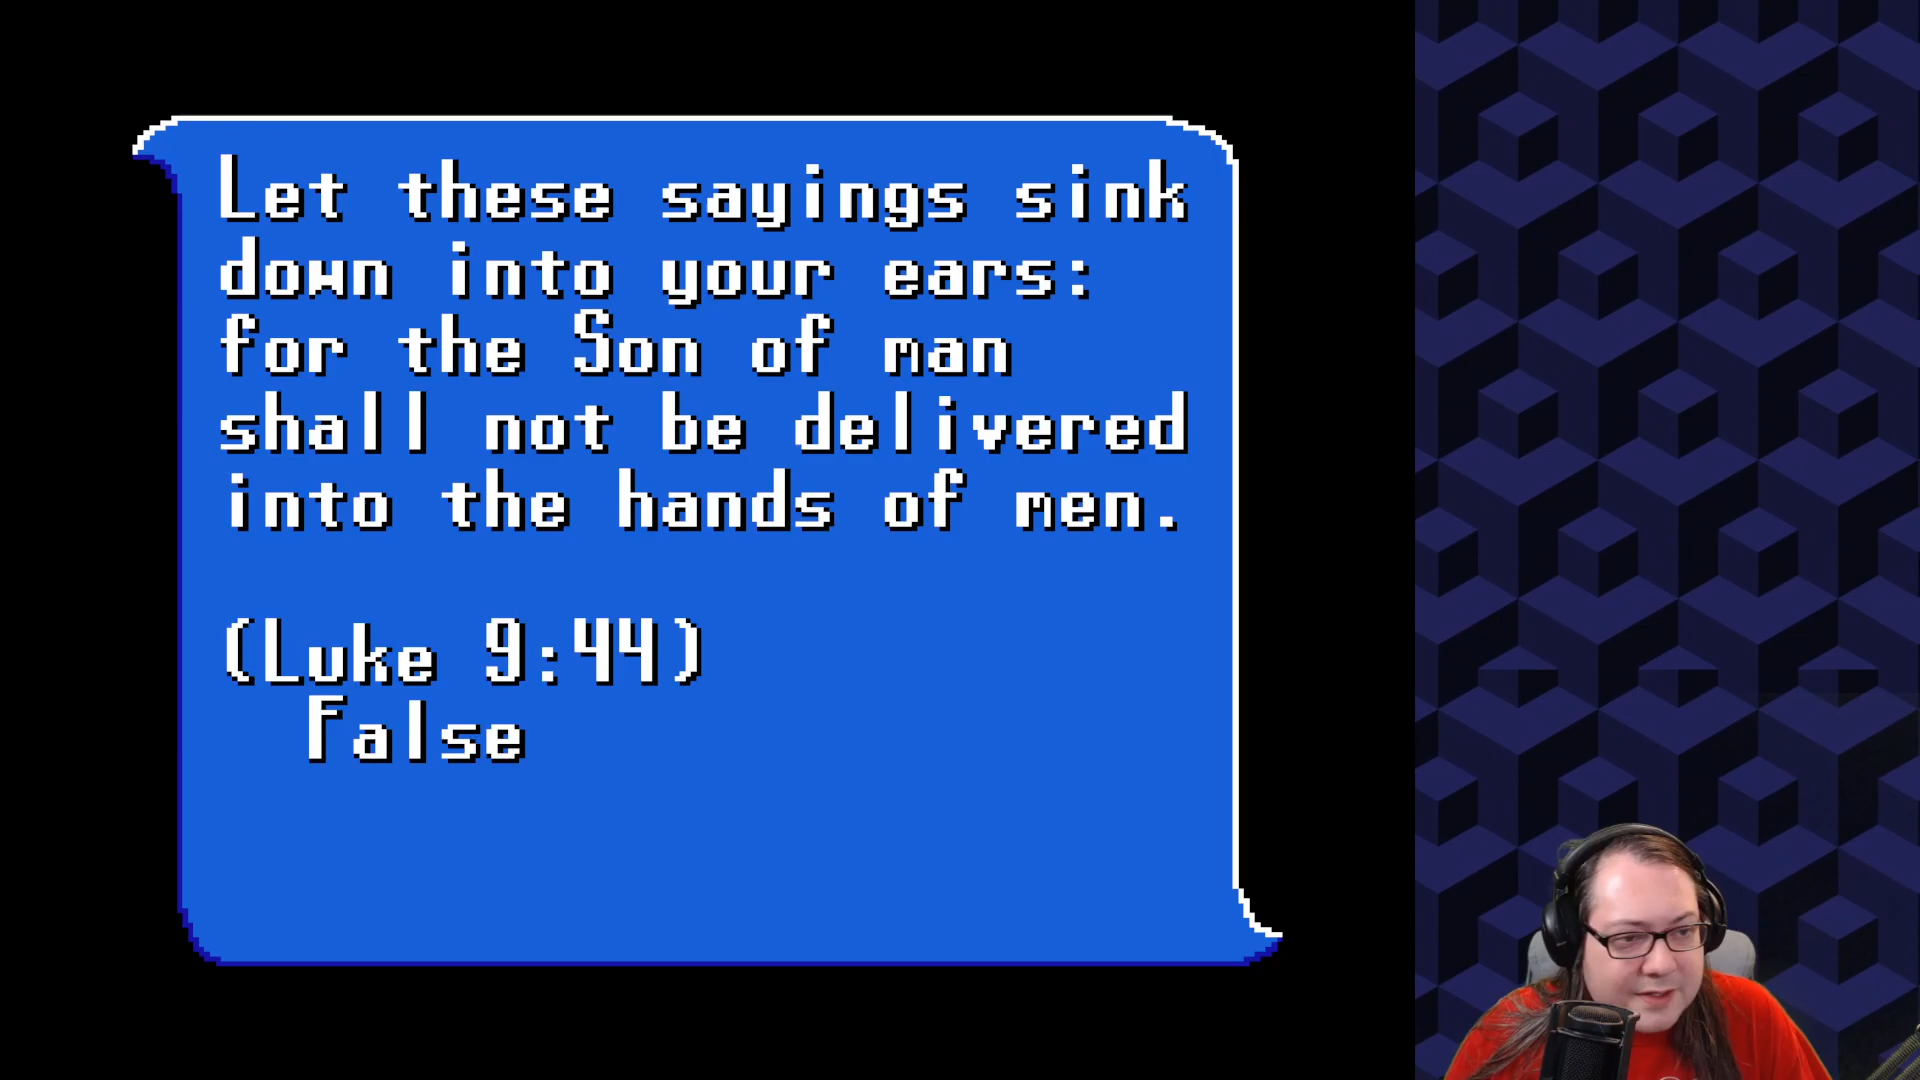 Let these sayings sink
down into your ears:
for the Son of man
shall not be delivered
into the hands of men.
(Luke 9:44)
False